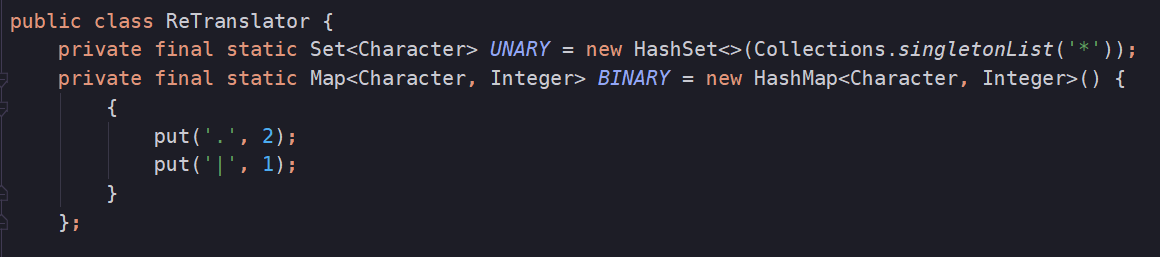 public class ReTranslator {
    private final static Set<Character> UNARY = new HashSet<>(Collections.singletonList('*'));
    private final static Map<Character, Integer> BINARY = new HashMap<Character, Integer>() {
        {
            put('.', 2);
            put('|', 1);
        }
    };